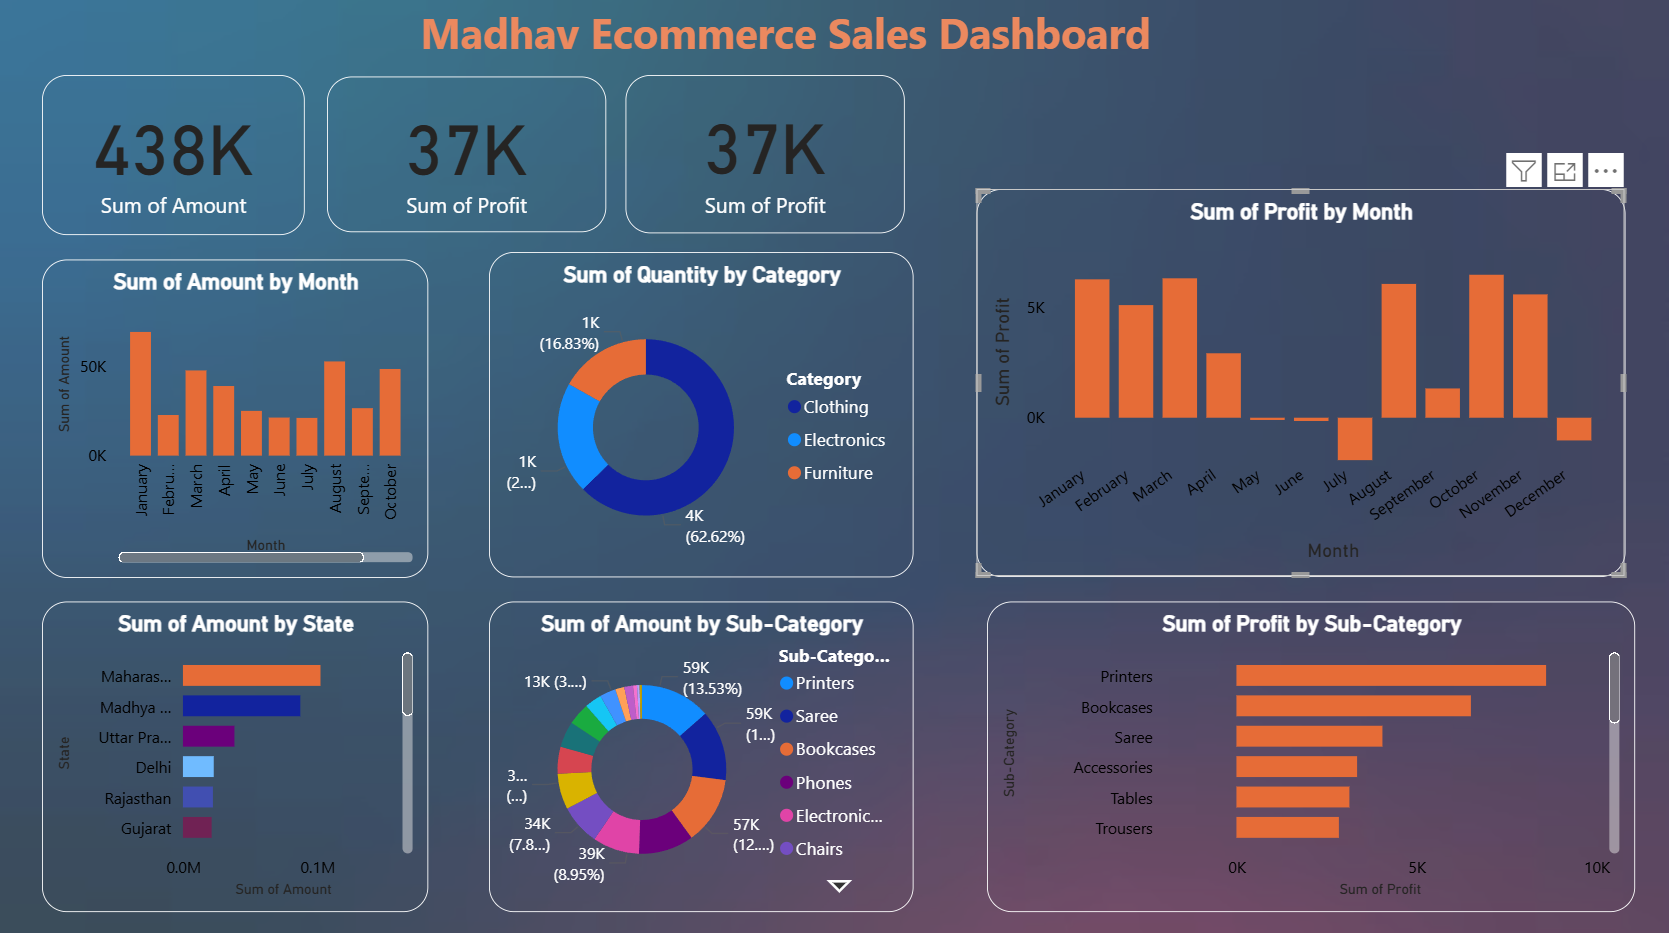 Madhav Ecommerce Sales Dashboard
438K
Sum of Amount
37K
Sum of Profit
37K
Sum of Profit
Sum of Amount by Month
Sum of Amount
50K
0K
January
Febru...
March
April
May
June
July
August
Septe...
October
Month
Sum of Quantity by Category
1K
(16.83%)
1K
(2...)
4K
(62.62%)
Category
Clothing
Electronics
Furniture
Sum of Profit by Month
Sum of Profit
5K
0K
January
February
March
April
May
June
July
August
September
October
November
December
Month
Sum of Amount by State
State
Maharas...
Madhya ...
Uttar Pra...
Delhi
Rajasthan
Gujarat
0.0M
0.1M
Sum of Amount
Sum of Amount by Sub-Category
59K
(13.53%)
59K
(1...)
57K
(12....)
39K
(8.95%)
34K
(7.8...)
3...
(...)
13K (3....)
Sub-Catego...
Printers
Saree
Bookcases
Phones
Electronic...
Chairs
Sum of Profit by Sub-Category
Sub-Category
Printers
Bookcases
Saree
Accessories
Tables
Trousers
0K
5K
10K
Sum of Profit